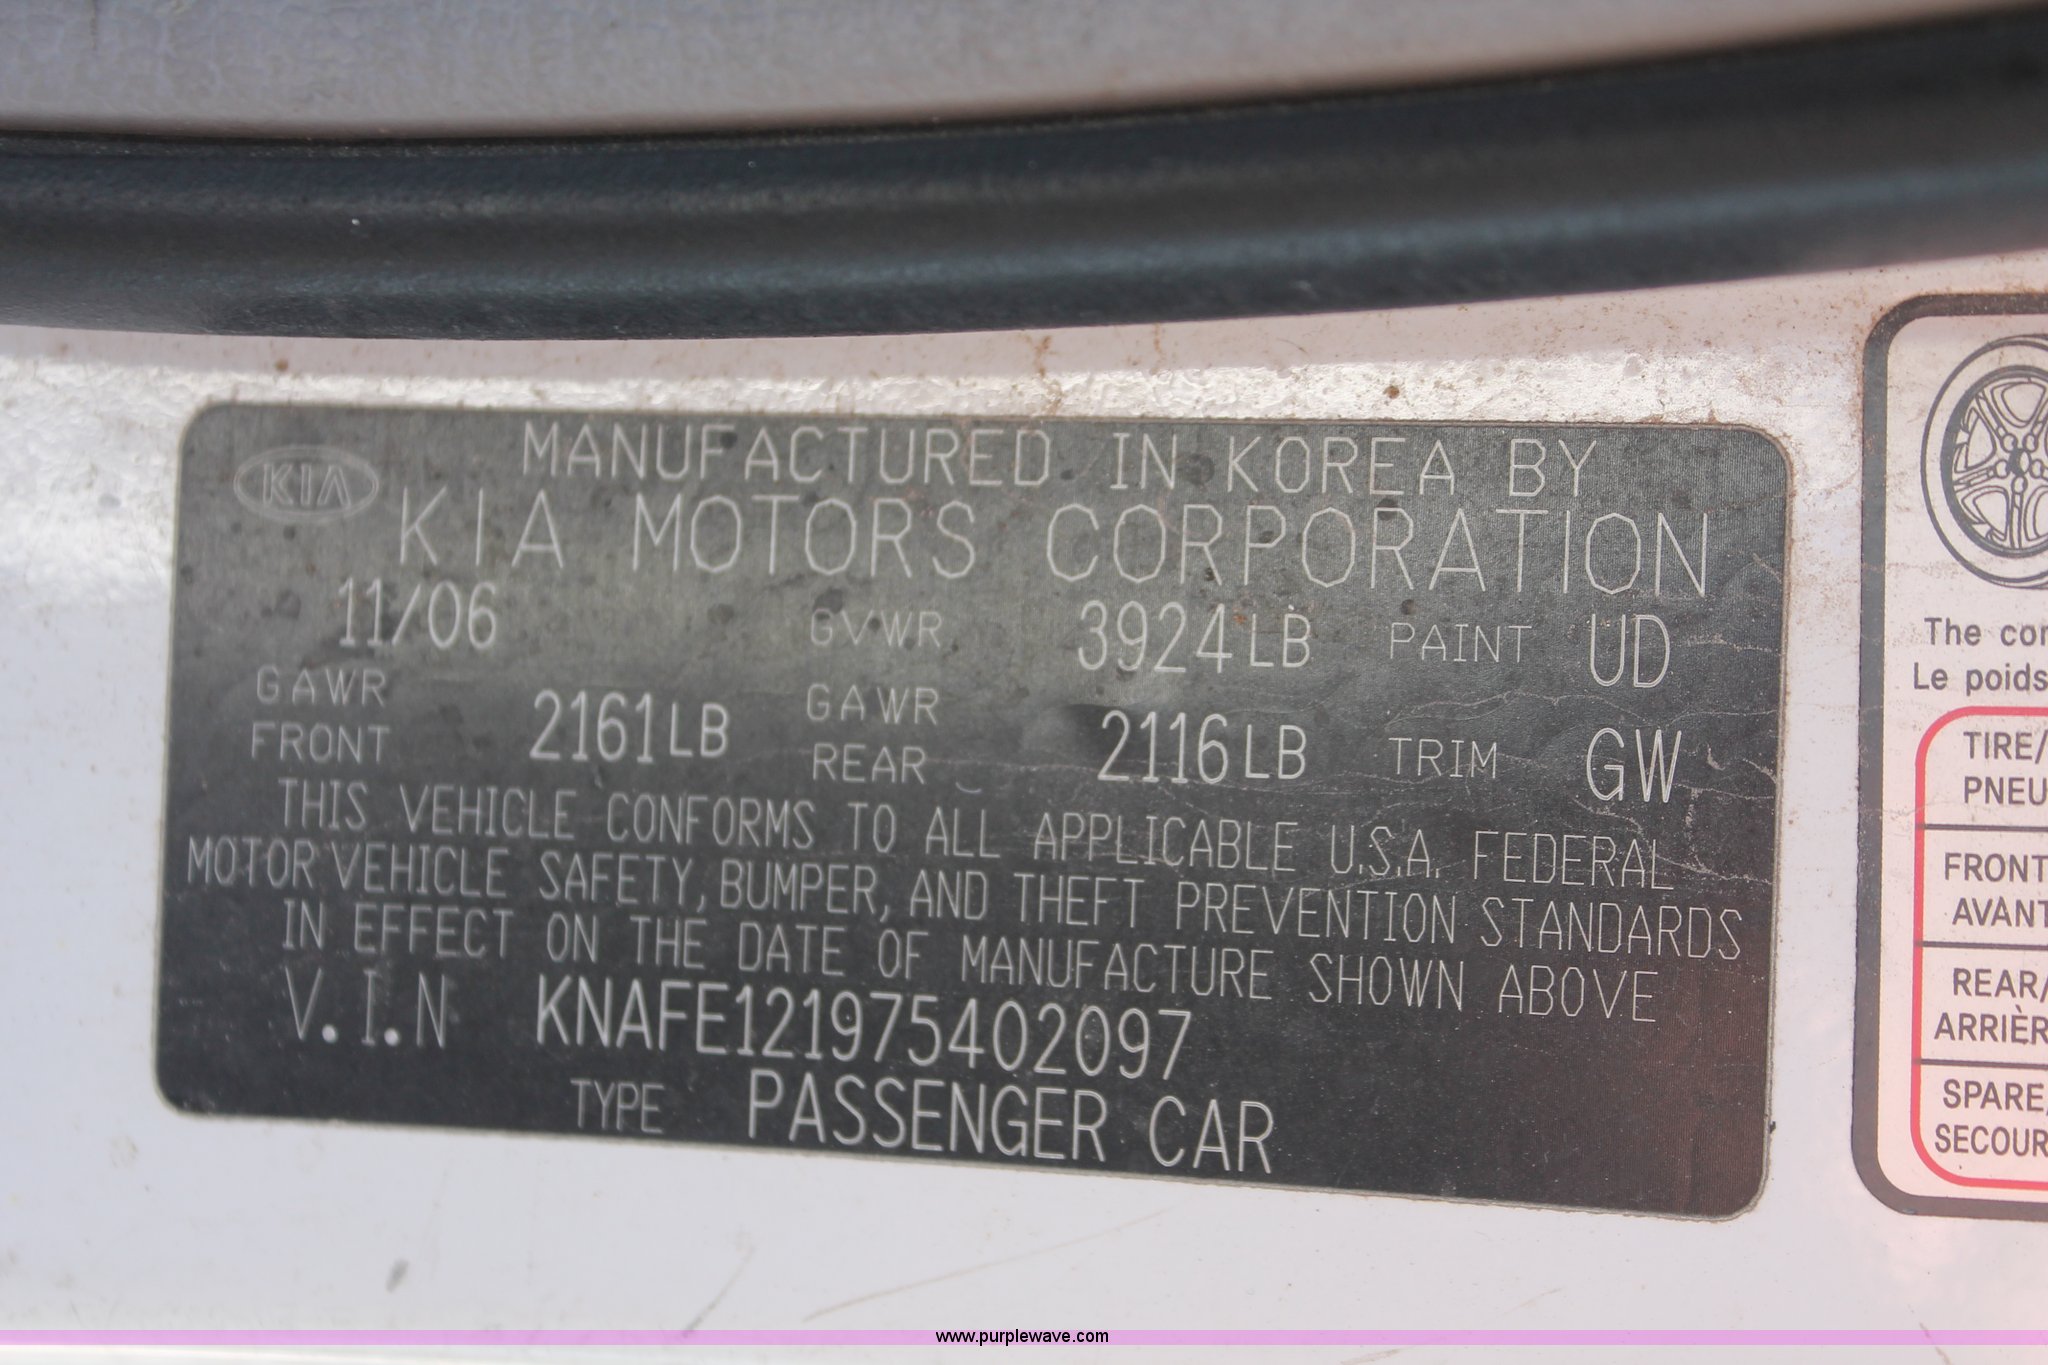 KIA
MANUFACTURED IN KOREA BY
KIA MOTORS CORPORATION
11/06 GVWR 3924LB PAINT UD
GAWR FRONT 2161LB GAWR REAR 2116LB TRIM GW
THIS VEHICLE CONFORMS TO ALL APPLICABLE U.S.A. FEDERAL
MOTOR VEHICLE SAFETY, BUMPER, AND THEFT PREVENTION STANDARDS
IN EFFECT ON THE DATE OF MANUFACTURE SHOWN ABOVE
V.I.N KNAFE121975402097
TYPE PASSENGER CAR
The com
Le poids
TIRE/
PNEU
FRONT
AVANT
REAR/
ARRIÈR
SPARE/
SECOUR
www.purplewave.com